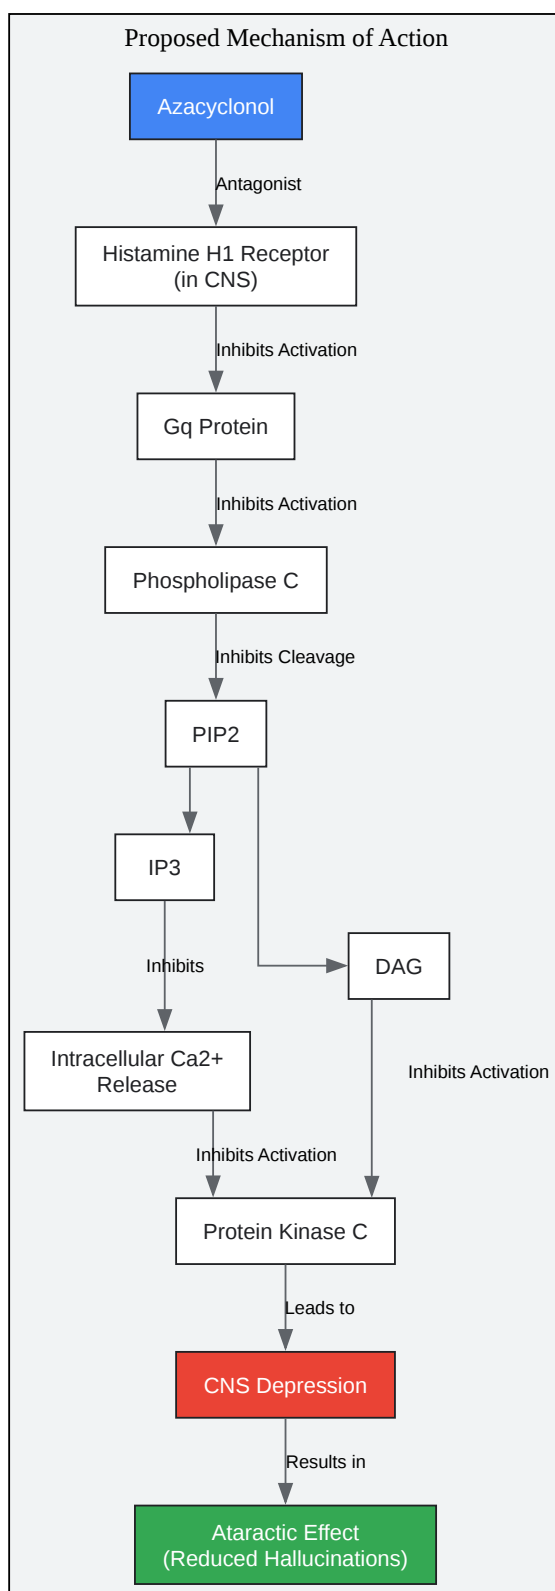 Proposed Mechanism of Action
Azacyclonol
Antagonist
Histamine H1 Receptor
(in CNS)
Inhibits Activation
Gq Protein
Inhibits Activation
Phospholipase C
Inhibits Cleavage
PIP2
IP3
Inhibits
DAG
Intracellular Ca2+
Release
Inhibits Activation
Inhibits Activation
Protein Kinase C
Leads to
CNS Depression
Results in
Ataractic Effect
(Reduced Hallucinations)